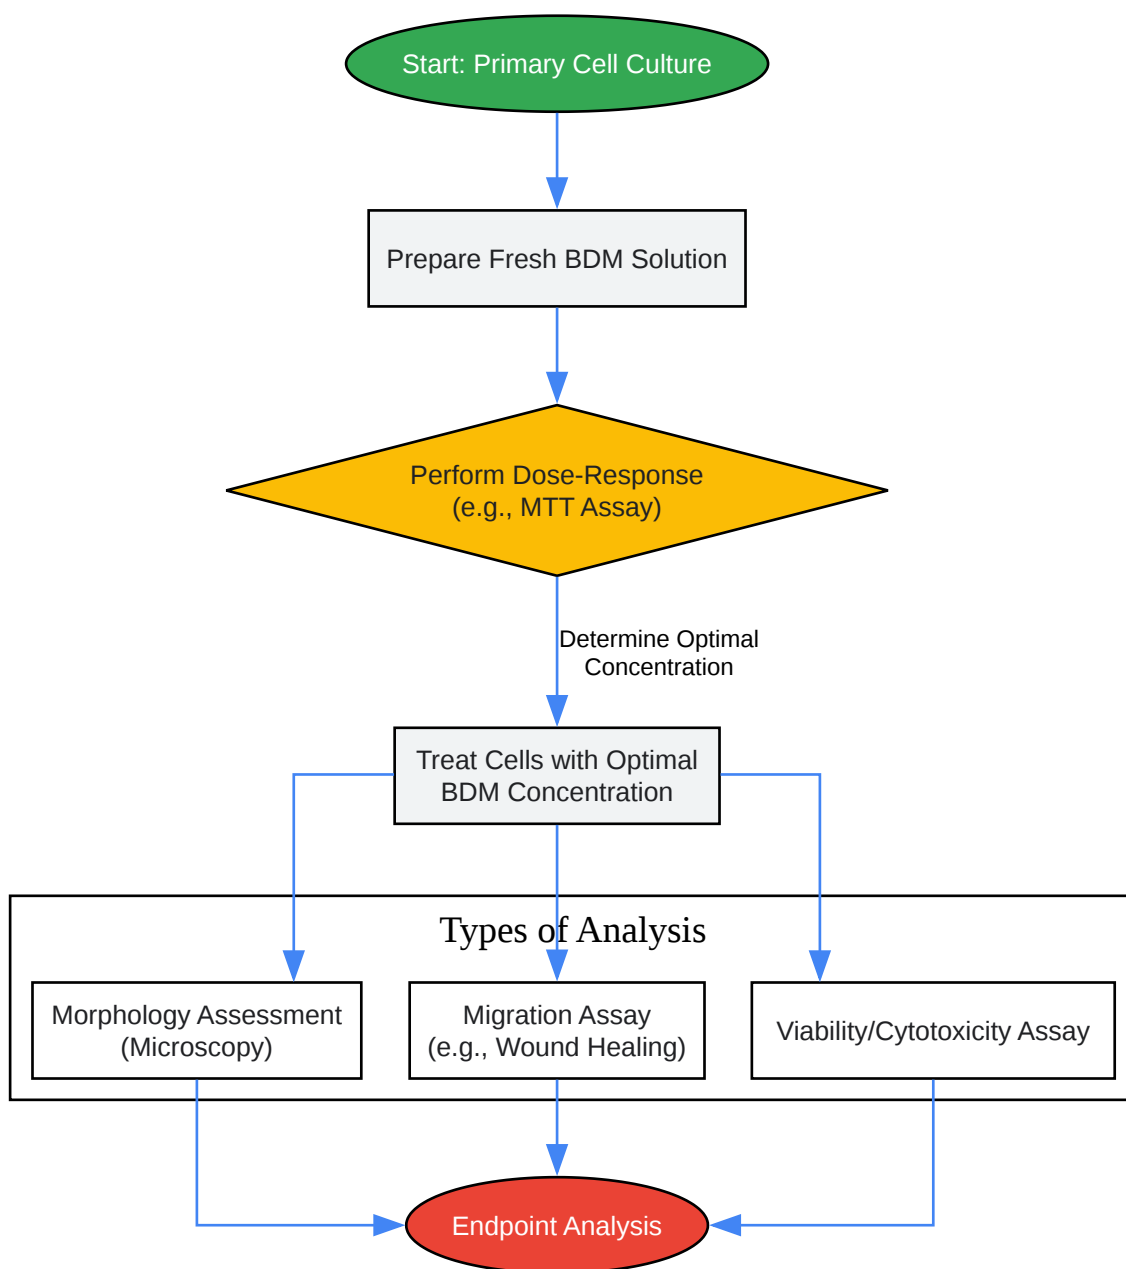 Start: Primary Cell Culture
Prepare Fresh BDM Solution
Perform Dose-Response
(e.g., MTT Assay)
Determine Optimal
Concentration
Treat Cells with Optimal
BDM Concentration
Types of Analysis
Morphology Assessment
(Microscopy)
Migration Assay
(e.g., Wound Healing)
Viability/Cytotoxicity Assay
Endpoint Analysis